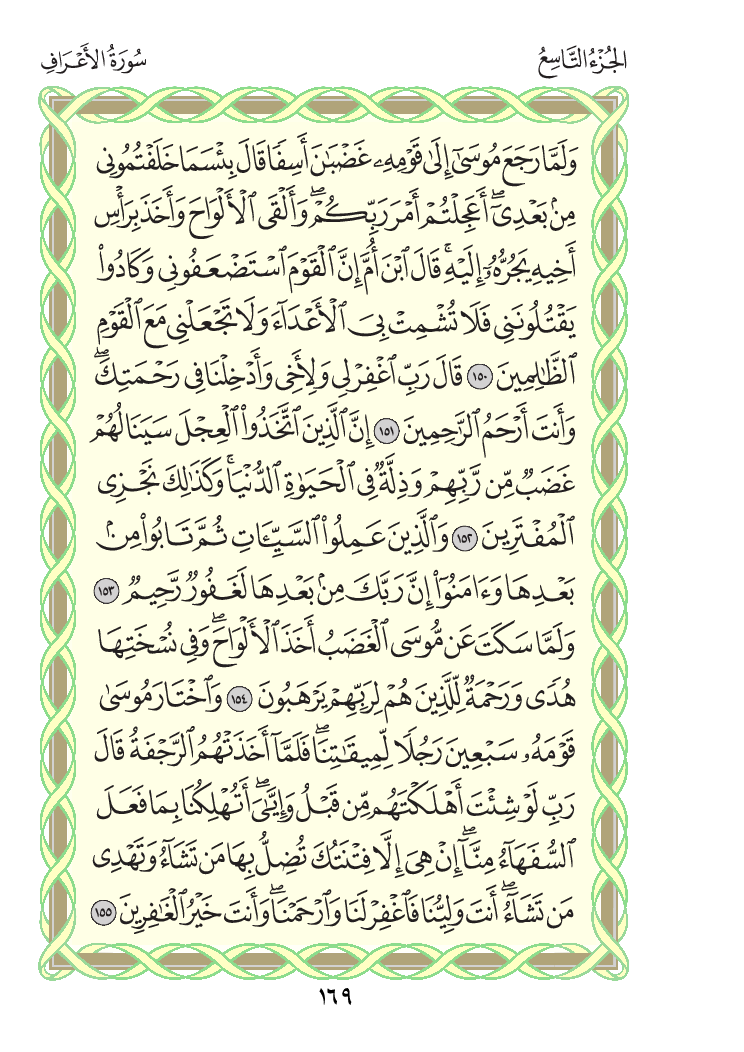 الجُزْءُ التَّاسِعُ
سُورَةُ الأَعْرَافِ
وَلَمَّا رَجَعَ مُوسَىٰٓ إِلَىٰ قَوْمِهِۦ غَضْبَٰنَ أَسِفٗا قَالَ بِئْسَمَا خَلَفْتُمُونِي
مِنۢ بَعْدِيٓۖ أَعَجِلْتُمْ أَمْرَ رَبِّكُمْۖ وَأَلْقَى ٱلْأَلْوَاحَ وَأَخَذَ بِرَأْسِ
أَخِيهِ يَجُرُّهُۥٓ إِلَيْهِۚ قَالَ ٱبْنَ أُمَّ إِنَّ ٱلْقَوْمَ ٱسْتَضْعَفُونِي وَكَادُوا۟
يَقْتُلُونَنِي فَلَا تُشْمِتْ بِيَ ٱلْأَعْدَآءَ وَلَا تَجْعَلْنِي مَعَ ٱلْقَوْمِ
ٱلظَّٰلِمِينَ ١٥٠ قَالَ رَبِّ ٱغْفِرْ لِي وَلِأَخِي وَأَدْخِلْنَا فِي رَحْمَتِكَۖ
وَأَنتَ أَرْحَمُ ٱلرَّٰحِمِينَ ١٥١ إِنَّ ٱلَّذِينَ ٱتَّخَذُوا۟ ٱلْعِجْلَ سَيَنَالُهُمْ
غَضَبٞ مِّن رَّبِّهِمْ وَذِلَّةٞ فِي ٱلْحَيَوٰةِ ٱلدُّنْيَاۚ وَكَذَٰلِكَ نَجْزِي
ٱلْمُفْتَرِينَ ١٥٢ وَٱلَّذِينَ عَمِلُوا۟ ٱلسَّيِّـَٔاتِ ثُمَّ تَابُوا۟ مِنۢ
بَعْدِهَا وَءَامَنُوٓا۟ إِنَّ رَبَّكَ مِنۢ بَعْدِهَا لَغَفُورٞ رَّحِيمٞ ١٥٣
وَلَمَّا سَكَتَ عَن مُّوسَى ٱلْغَضَبُ أَخَذَ ٱلْأَلْوَاحَۖ وَفِي نُسْخَتِهَا
هُدٗى وَرَحْمَةٞ لِّلَّذِينَ هُمْ لِرَبِّهِمْ يَرْهَبُونَ ١٥٤ وَٱخْتَارَ مُوسَىٰ
قَوْمَهُۥ سَبْعِينَ رَجُلٗا لِّمِيقَٰتِنَاۖ فَلَمَّآ أَخَذَتْهُمُ ٱلرَّجْفَةُ قَالَ
رَبِّ لَوْ شِئْتَ أَهْلَكْتَهُم مِّن قَبْلُ وَإِيَّٰيَۖ أَتُهْلِكُنَا بِمَا فَعَلَ
ٱلسُّفَهَآءُ مِنَّآۖ إِنْ هِيَ إِلَّا فِتْنَتُكَ تُضِلُّ بِهَا مَن تَشَآءُ وَتَهْدِي
مَن تَشَآءُۖ أَنتَ وَلِيُّنَا فَٱغْفِرْ لَنَا وَٱرْحَمْنَاۖ وَأَنتَ خَيْرُ ٱلْغَٰفِرِينَ ١٥٥
١٦٩